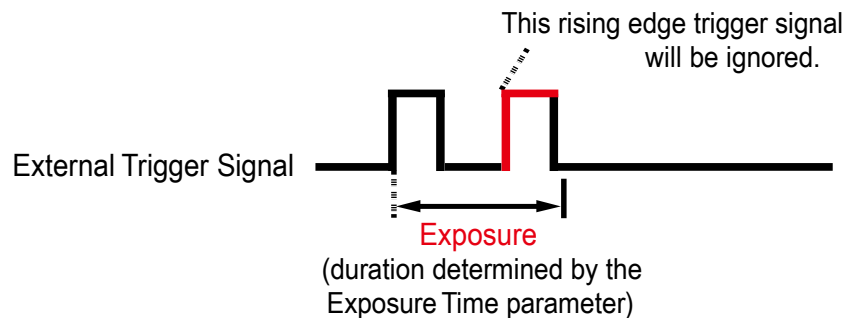 This rising edge trigger signal
will be ignored.
External Trigger Signal
Exposure
(duration determined by the
Exposure Time parameter)